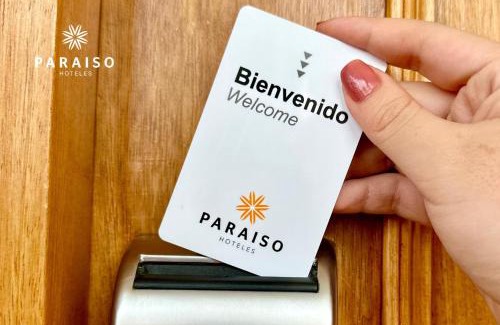 PARAISO
HOTELES
Bienvenido
Welcome
PARAISO
HOTELES